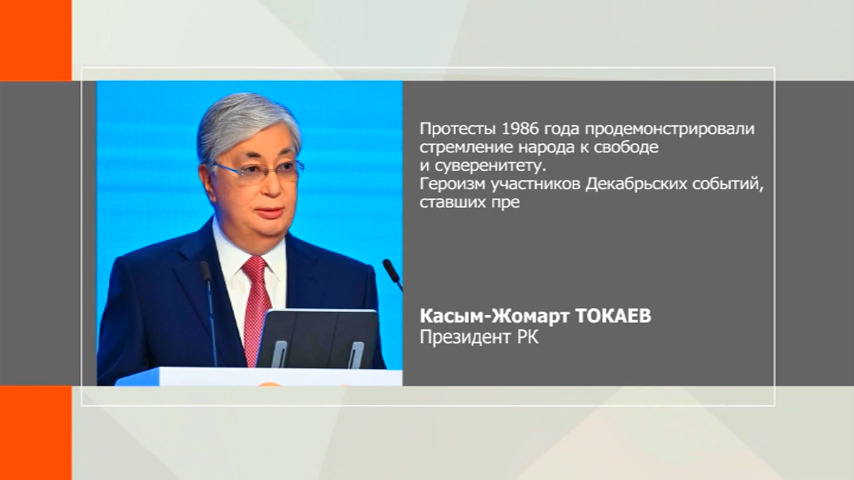 Протесты 1986 года продемонстрировали
стремление народа к свободе
и суверенитету.
Героизм участников Декабрьских событий,
ставших пре
Касым-Жомарт ТОКАЕВ
Президент РК